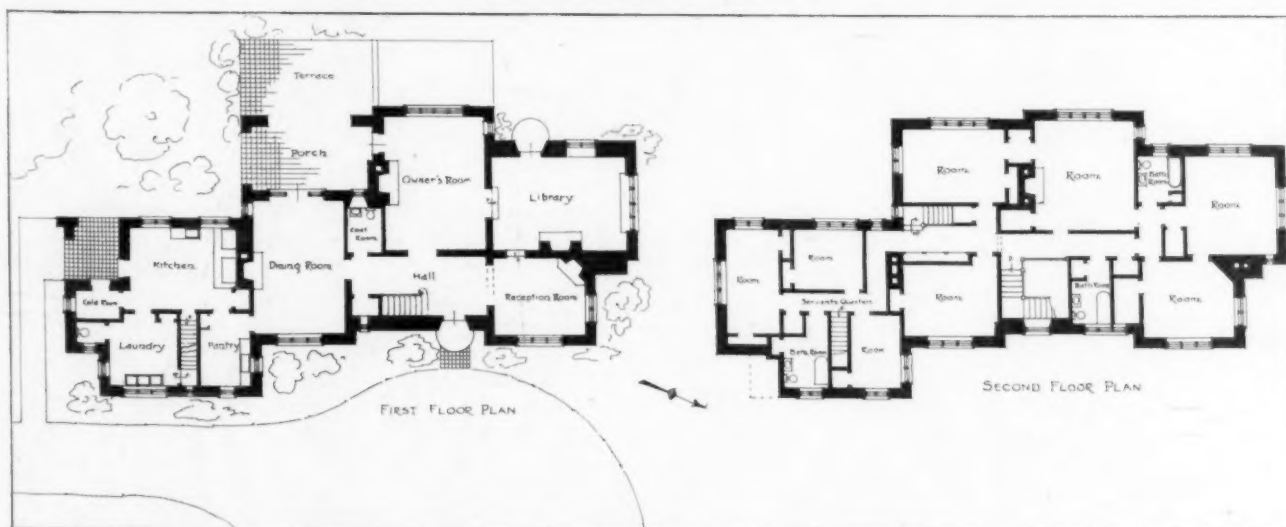 Terrace
Porch
Owner's Room
Library
Coat
Room
Kitchen
Dining Room
Hall
Cold Room
Reception Room
Laundry
Pantry
FIRST FLOOR PLAN
Room
Room
Bath
Room
Room
Room
Room
Servants Quarters
Room
Bath Room
Room
Bath Room
Room
SECOND FLOOR PLAN